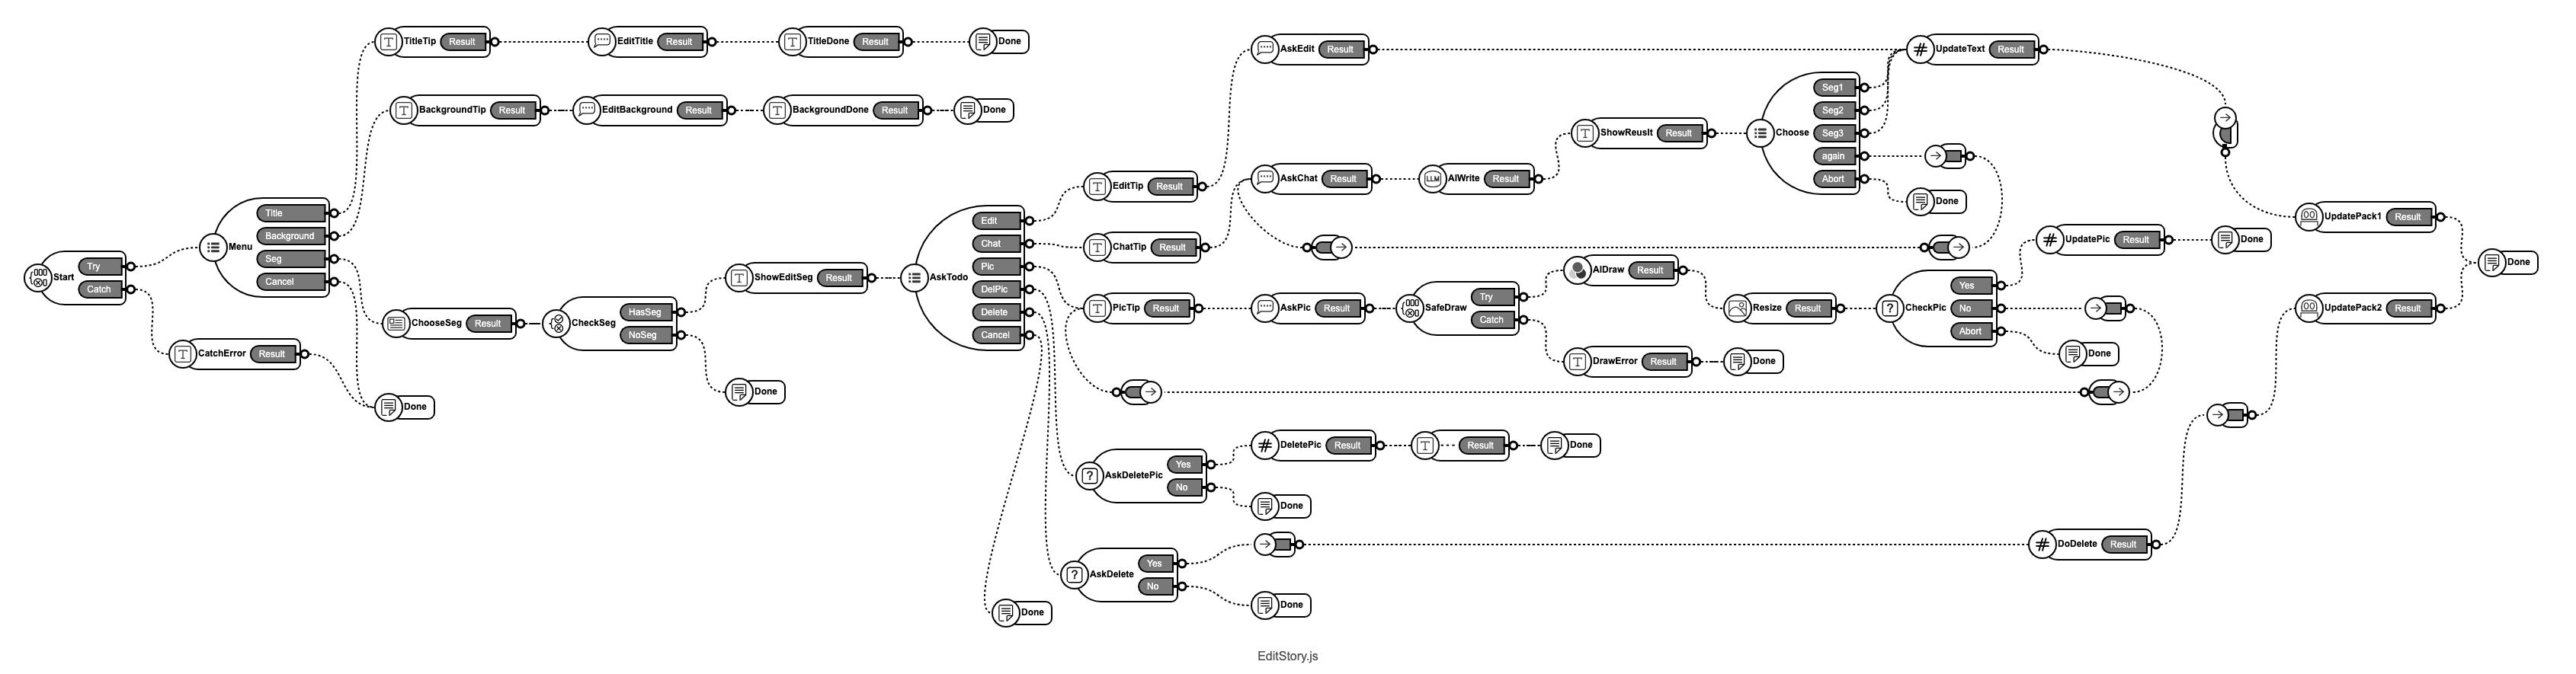 TitleTip Result
EditTitle Result
TitleDone Result
Done
BackgroundTip Result
EditBackground Result
BackgroundDone Result
Done
Start
Try
Catch
Menu
Title
Background
Seg
Cancel
CatchError Result
Done
ChooseSeg Result
CheckSeg
HasSeg
NoSeg
ShowEditSeg Result
Done
AskTodo
Edit
Chat
Pic
DelPic
Delete
Cancel
EditTip Result
ChatTip Result
PicTip Result
AskEdit Result
AskChat Result
LLM AIWrite Result
ShowReuslt Result
Choose
Seg1
Seg2
Seg3
again
Abort
Done
UpdateText Result
AskPic Result
SafeDraw
Try
Catch
AIDraw Result
DrawError Result
Done
Resize Result
CheckPic
Yes
No
Abort
UpdatePic Result
Done
Done
UpdatePack1 Result
UpdatePack2 Result
Done
AskDeletePic
Yes
No
DeletePic Result
Result
Done
Done
AskDelete
Yes
No
Done
Done
DoDelete Result
EditStory.js